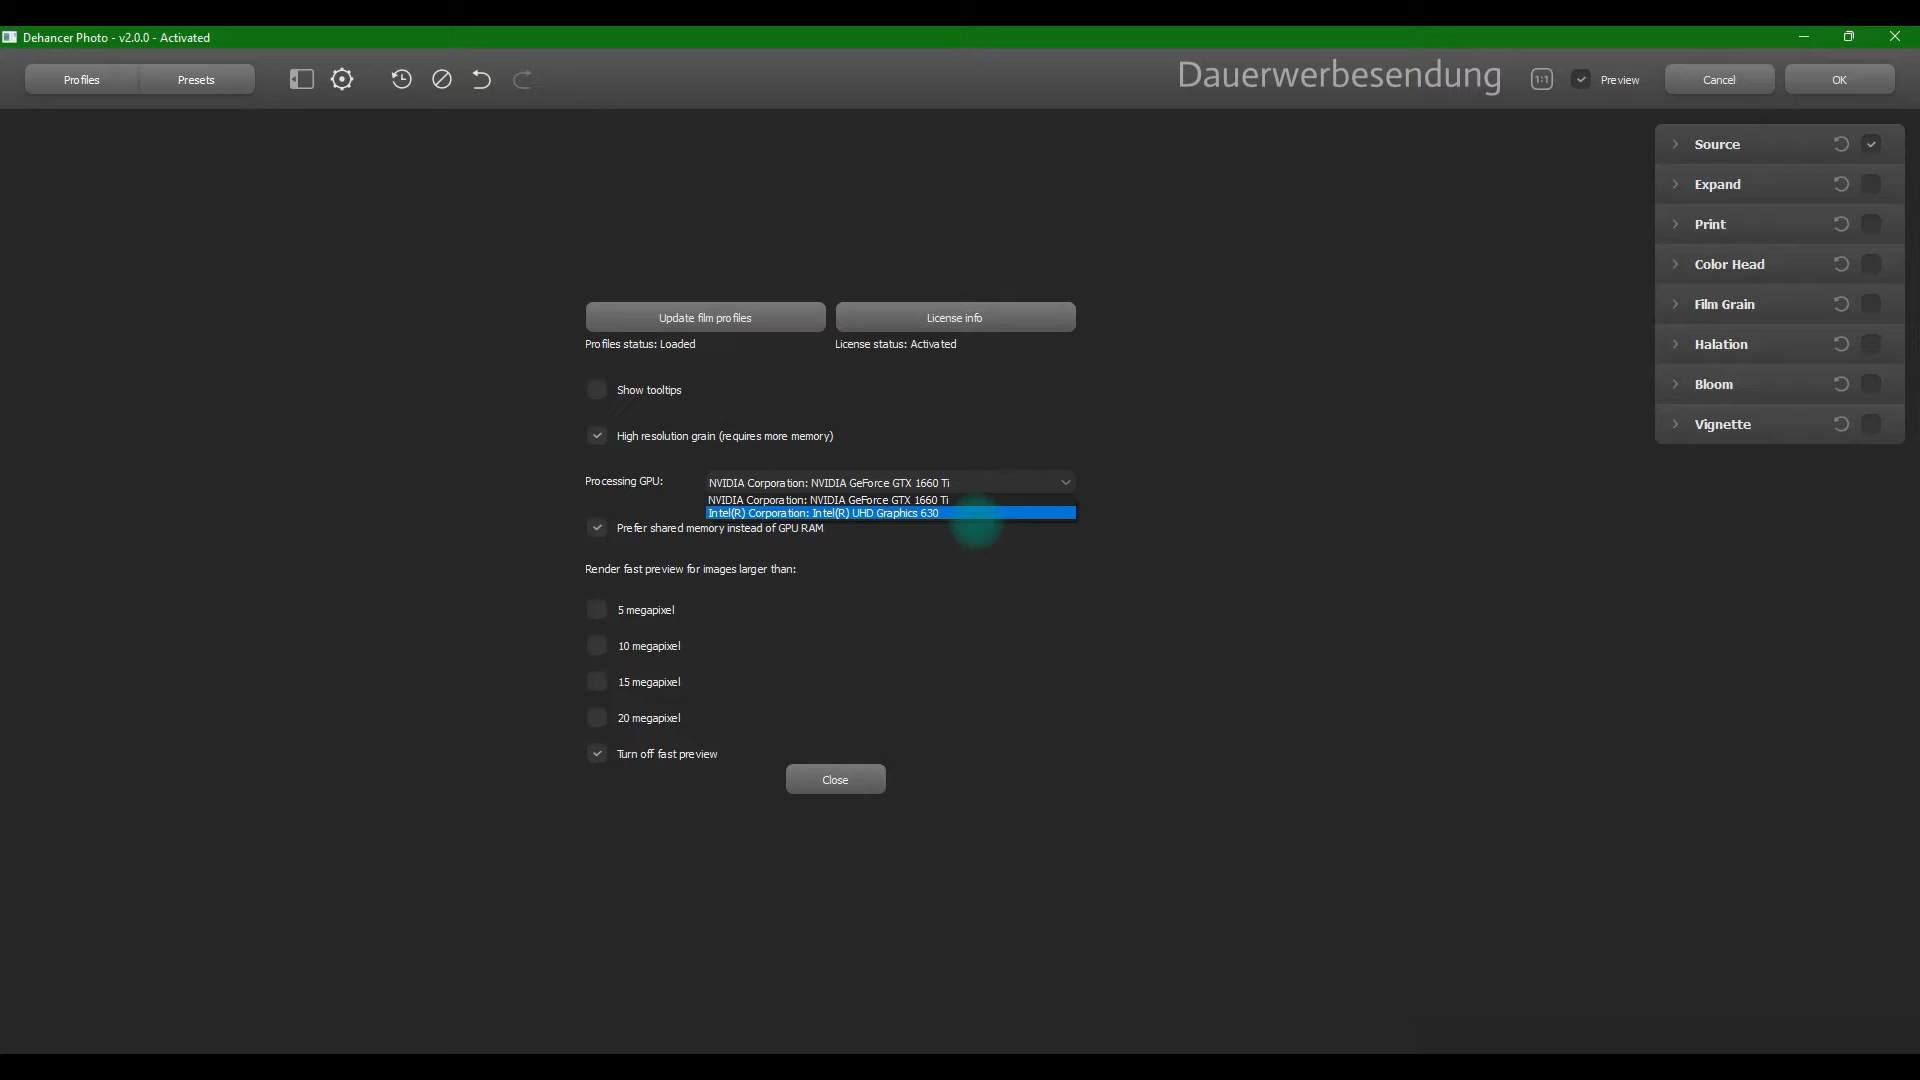 Dehancer Photo - v2.0.0 - Activated
Profiles
Presets
Dauerwerbesendung
1:1
Preview
Cancel
OK
Source
Expand
Print
Color Head
Film Grain
Halation
Bloom
Vignette
Update film profiles
License info
Profiles status: Loaded
License status: Activated
Show tooltips
High resolution grain (requires more memory)
Processing GPU:
NVIDIA Corporation: NVIDIA GeForce GTX 1660 Ti
NVIDIA Corporation: NVIDIA GeForce GTX 1660 Ti
Intel(R) Corporation: Intel(R) UHD Graphics 630
Prefer shared memory instead of GPU RAM
Render fast preview for images larger than:
5 megapixel
10 megapixel
15 megapixel
20 megapixel
Turn off fast preview
Close